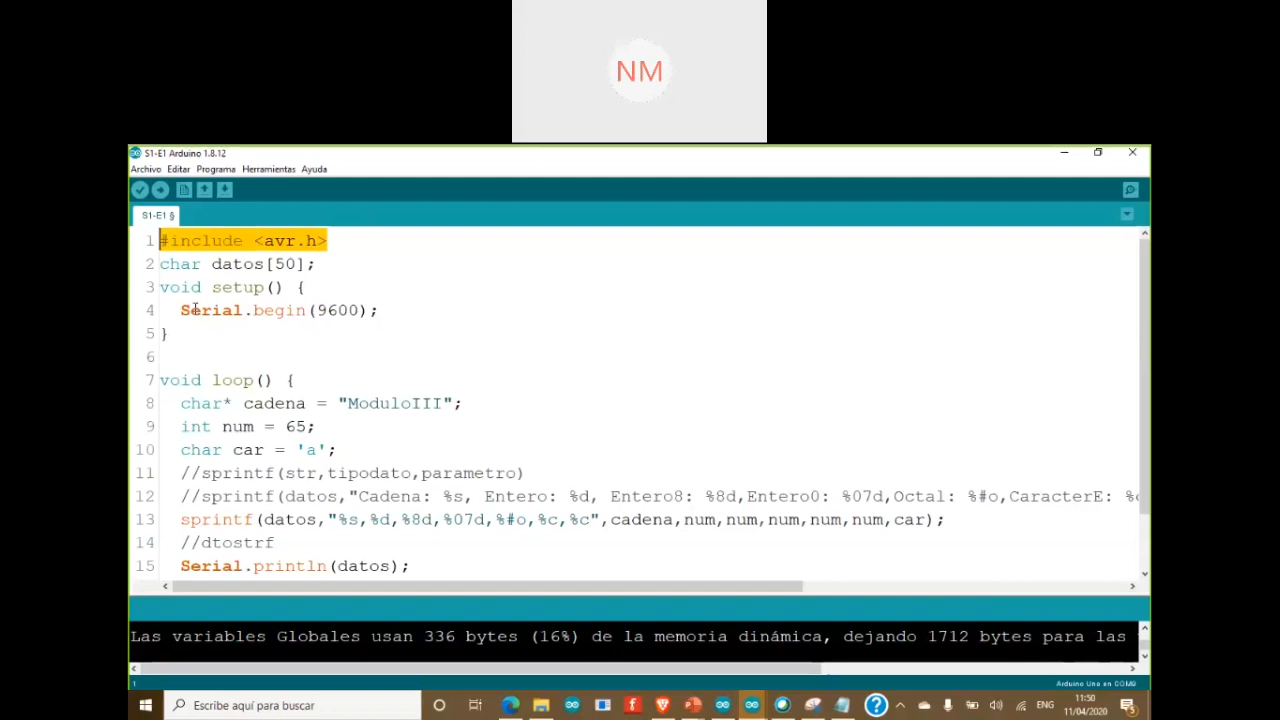 NM
S1-E1 Arduino 1.8.12
Archivo Editar Programa Herramientas Ayuda
S1-E1 §
1 #include <avr.h>
2 char datos[50];
3 void setup() {
4 Serial.begin(9600);
5 }
6
7 void loop() {
8 char* cadena = "ModuloIII";
9 int num = 65;
10 char car = 'a';
11 //sprintf(str,tipodato,parametro)
12 //sprintf(datos,"Cadena: %s, Entero: %d, Entero8: %8d,Entero0: %07d,Octal: %#o,CaracterE: %c
13 sprintf(datos,"%s,%d,%8d,%07d,%#o,%c,%c",cadena,num,num,num,num,num,car);
14 //dtostrf
15 Serial.println(datos);
Las variables Globales usan 336 bytes (16%) de la memoria dinámica, dejando 1712 bytes para las
1
Arduino Uno en COM9
Escribe aquí para buscar
ENG
11:50
11/04/2020
5